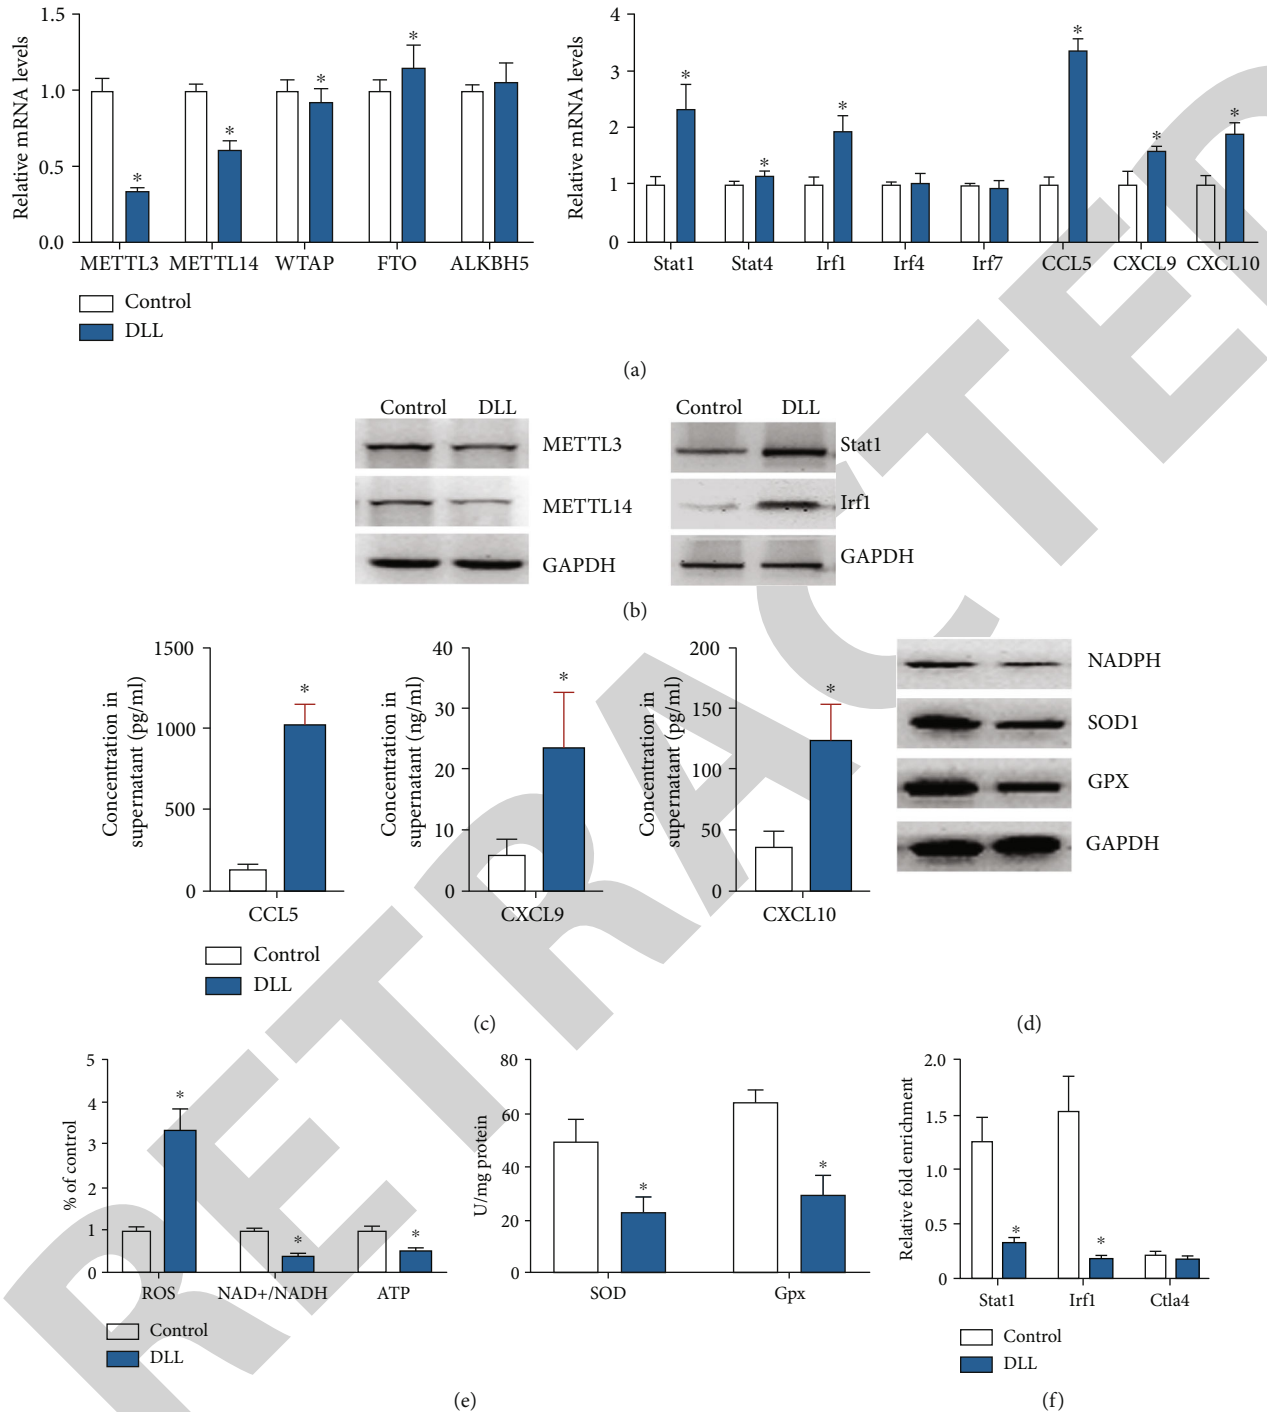 Relative mRNA levels
1.5
1.0
0.5
0.0
* * * *
METTL3 METTL14 WTAP FTO ALKBH5
Control
DLL
Relative mRNA levels
4
3
2
1
0
* * * * * *
Stat1 Stat4 Irf1 Irf4 Irf7 CCL5 CXCL9 CXCL10
(a)
Control DLL
METTL3
METTL14
GAPDH
Control DLL
Stat1
Irf1
GAPDH
(b)
Concentration in
supernatant (pg/ml)
1500
1000
500
0
*
CCL5
Concentration in
supernatant (ng/ml)
40
30
20
10
0
*
CXCL9
Concentration in
supernatant (pg/ml)
200
150
100
50
0
*
CXCL10
Control
DLL
(c)
NADPH
SOD1
GPX
GAPDH
(d)
% of control
5
4
3
2
1
0
* * *
ROS NAD+/NADH ATP
Control
DLL
U/mg protein
80
60
40
20
0
* *
SOD Gpx
(e)
Relative fold enrichment
2.0
1.5
1.0
0.5
0
* *
Stat1 Irf1 Ctla4
Control
DLL
(f)
RETRACTED